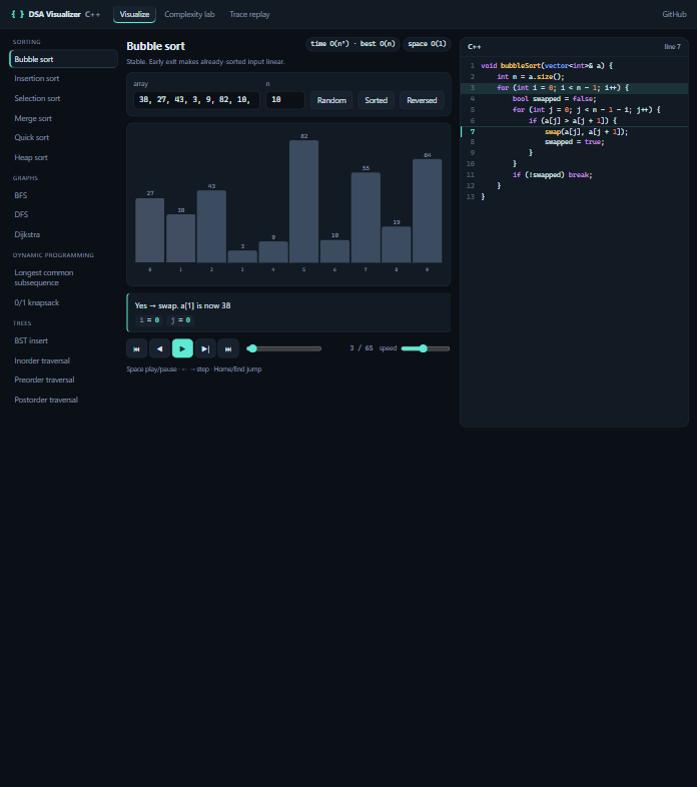 { } DSA Visualizer C++ Visualize Complexity lab Trace replay GitHub
SORTING
Bubble sort
Insertion sort
Selection sort
Merge sort
Quick sort
Heap sort
GRAPHS
BFS
DFS
Dijkstra
DYNAMIC PROGRAMMING
Longest common
subsequence
0/1 knapsack
TREES
BST insert
Inorder traversal
Preorder traversal
Postorder traversal
Bubble sort
time O(n²) · best O(n) space O(1)
Stable. Early exit makes already-sorted input linear.
array n
38, 27, 43, 3, 9, 82, 10, 10 Random Sorted Reversed
27 38 43 3 9 82 10 55 19 64
0 1 2 3 4 5 6 7 8 9
Yes → swap. a[1] is now 38
i = 0 j = 0
3 / 65 speed
Space play/pause · ← → step · Home/End jump
C++ line 7
1 void bubbleSort(vector<int>& a) {
2 int n = a.size();
3 for (int i = 0; i < n - 1; i++) {
4 bool swapped = false;
5 for (int j = 0; j < n - 1 - i; j++) {
6 if (a[j] > a[j + 1]) {
7 swap(a[j], a[j + 1]);
8 swapped = true;
9 }
10 }
11 if (!swapped) break;
12 }
13 }